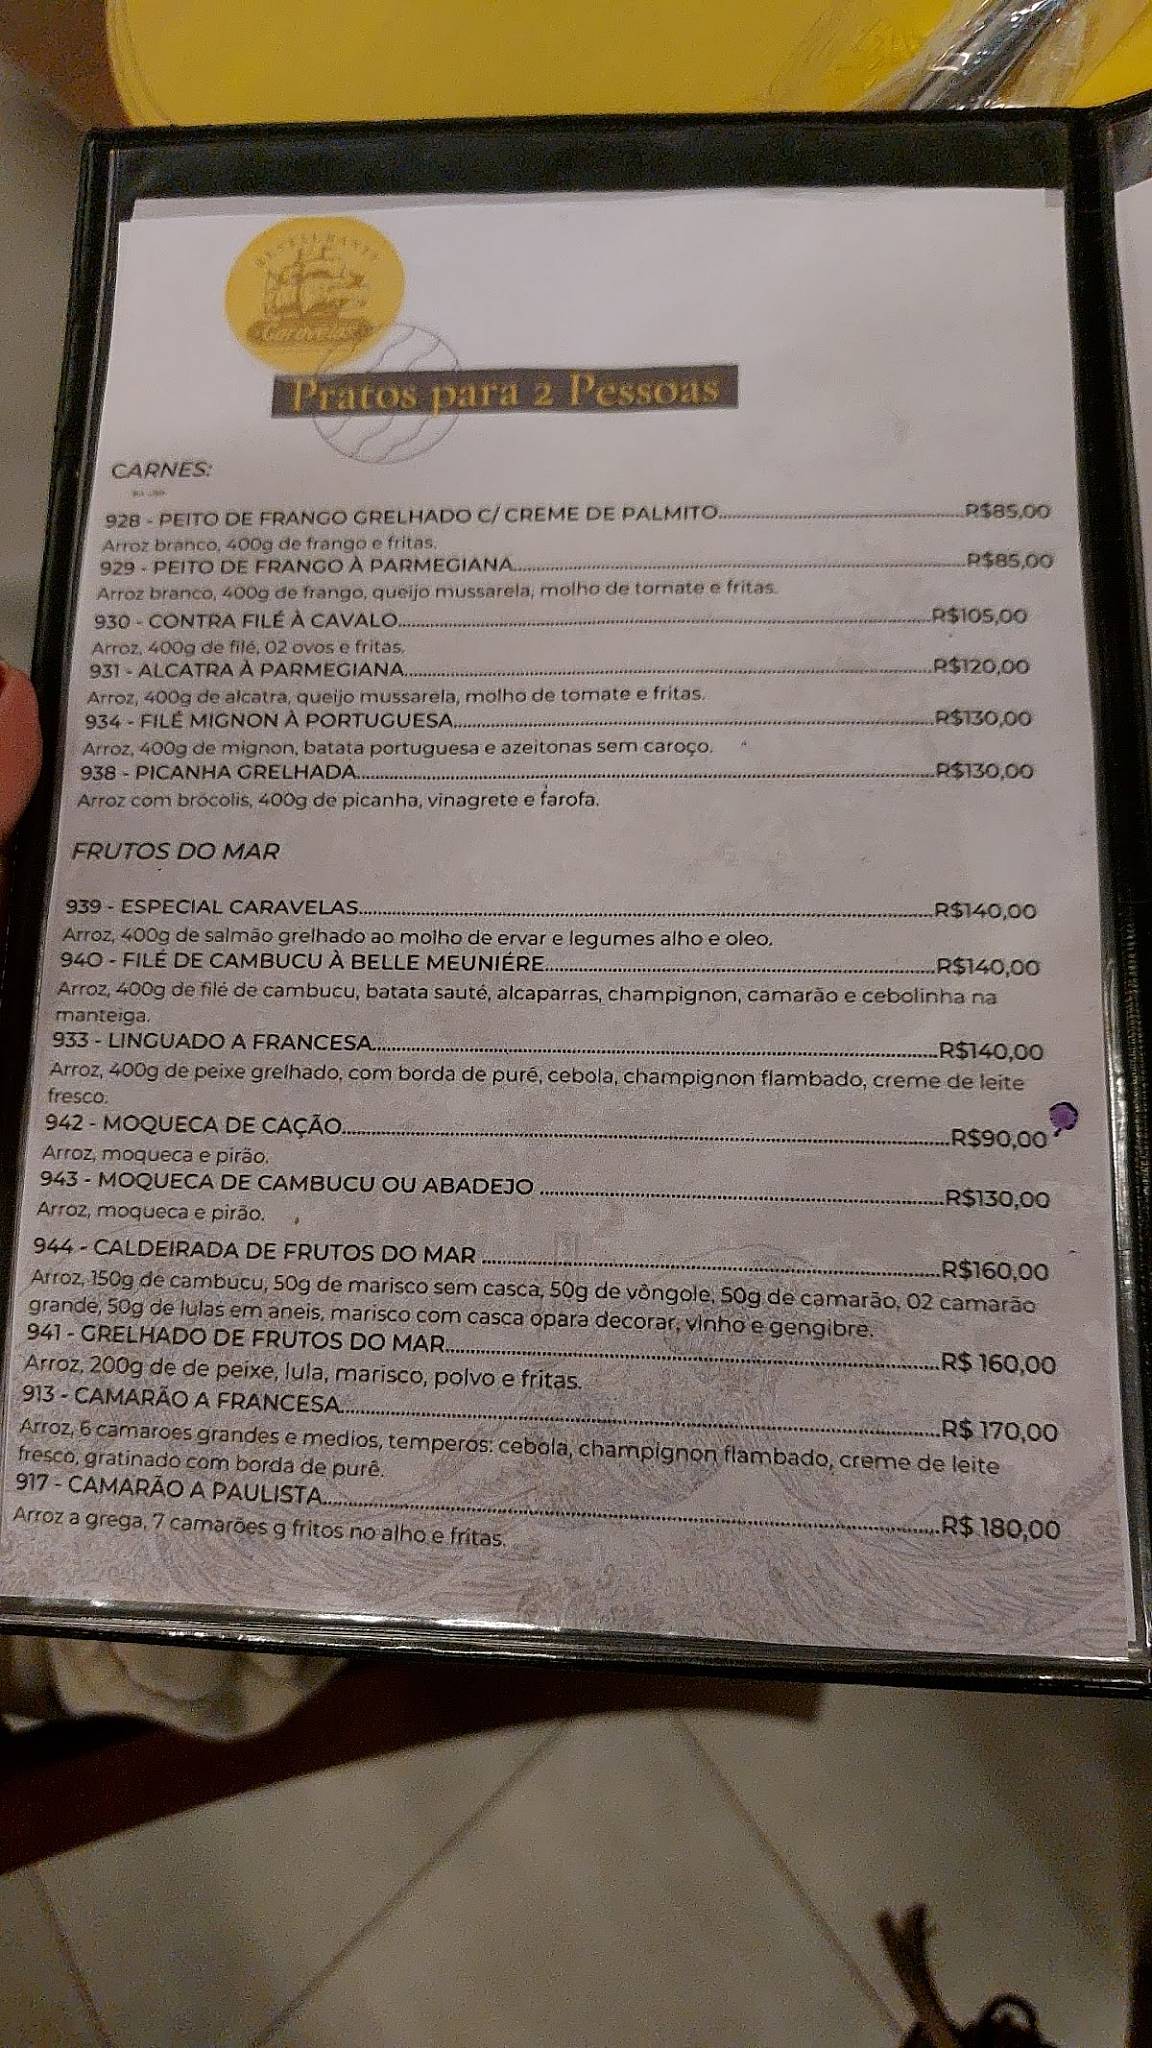 RESTAURANTE
Caravelas
Pratos para 2 Pessoas
CARNES:
928 - PEITO DE FRANGO GRELHADO C/ CREME DE PALMITO....................R$85,00
Arroz branco, 400g de frango e fritas.
929 - PEITO DE FRANGO À PARMEGIANA....................R$85,00
Arroz branco, 400g de frango, queijo mussarela, molho de tomate e fritas.
930 - CONTRA FILÉ À CAVALO....................R$105,00
Arroz, 400g de filé, 02 ovos e fritas.
931 - ALCATRA À PARMEGIANA....................R$120,00
Arroz, 400g de alcatra, queijo mussarela, molho de tomate e fritas.
934 - FILÉ MIGNON À PORTUGUESA....................R$130,00
Arroz, 400g de mignon, batata portuguesa e azeitonas sem caroço.
938 - PICANHA GRELHADA....................R$130,00
Arroz com brócolis, 400g de picanha, vinagrete e farofa.
FRUTOS DO MAR
939 - ESPECIAL CARAVELAS....................R$140,00
Arroz, 400g de salmão grelhado ao molho de ervar e legumes alho e oleo.
940 - FILÉ DE CAMBUCU À BELLE MEUNIÉRE....................R$140,00
Arroz, 400g de filé de cambucu, batata sauté, alcaparras, champignon, camarão e cebolinha na
manteiga.
933 - LINGUADO A FRANCESA....................R$140,00
Arroz, 400g de peixe grelhado, com borda de purê, cebola, champignon flambado, creme de leite
fresco.
942 - MOQUECA DE CAÇÃO....................R$90,00
Arroz, moqueca e pirão.
943 - MOQUECA DE CAMBUCU OU ABADEJO ....................R$130,00
Arroz, moqueca e pirão.
944 - CALDEIRADA DE FRUTOS DO MAR ....................R$160,00
Arroz, 150g de cambucu, 50g de marisco sem casca, 50g de vôngole, 50g de camarão, 02 camarão
grande, 50g de lulas em aneis, marisco com casca opara decorar, vinho e gengibre.
941 - GRELHADO DE FRUTOS DO MAR....................R$ 160,00
Arroz, 200g de de peixe, lula, marisco, polvo e fritas.
913 - CAMARÃO A FRANCESA....................R$ 170,00
Arroz, 6 camaroes grandes e medios, temperos: cebola, champignon flambado, creme de leite
fresco, gratinado com borda de purê.
917 - CAMARÃO A PAULISTA....................R$ 180,00
Arroz a grega, 7 camarões g fritos no alho e fritas.